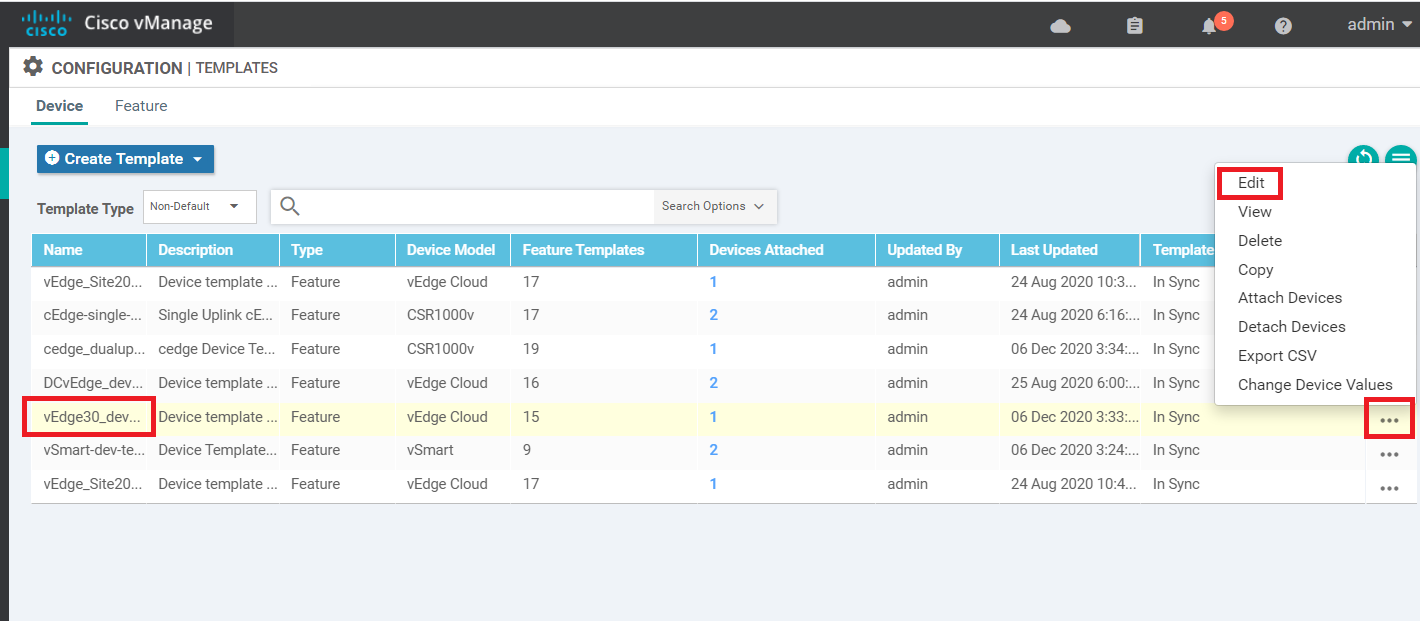 CISCO Cisco vManage 5 admin
CONFIGURATION | TEMPLATES
Device Feature
Create Template
Template Type Non-Default Search Options
Name Description Type Device Model Feature Templates Devices Attached Updated By Last Updated Template
vEdge_Site20... Device template ... Feature vEdge Cloud 17 1 admin 24 Aug 2020 10:3... In Sync
cEdge-single-... Single Uplink cE... Feature CSR1000v 17 2 admin 24 Aug 2020 6:16:... In Sync
cedge_dualup... cedge Device Te... Feature CSR1000v 19 1 admin 06 Dec 2020 3:34:... In Sync
DCvEdge_dev... Device template ... Feature vEdge Cloud 16 2 admin 25 Aug 2020 6:00:... In Sync
vEdge30_dev... Device template ... Feature vEdge Cloud 15 1 admin 06 Dec 2020 3:33:... In Sync
vSmart-dev-te... Device Template... Feature vSmart 9 2 admin 06 Dec 2020 3:24:... In Sync
vEdge_Site20... Device template ... Feature vEdge Cloud 17 1 admin 24 Aug 2020 10:4... In Sync
Edit
View
Delete
Copy
Attach Devices
Detach Devices
Export CSV
Change Device Values